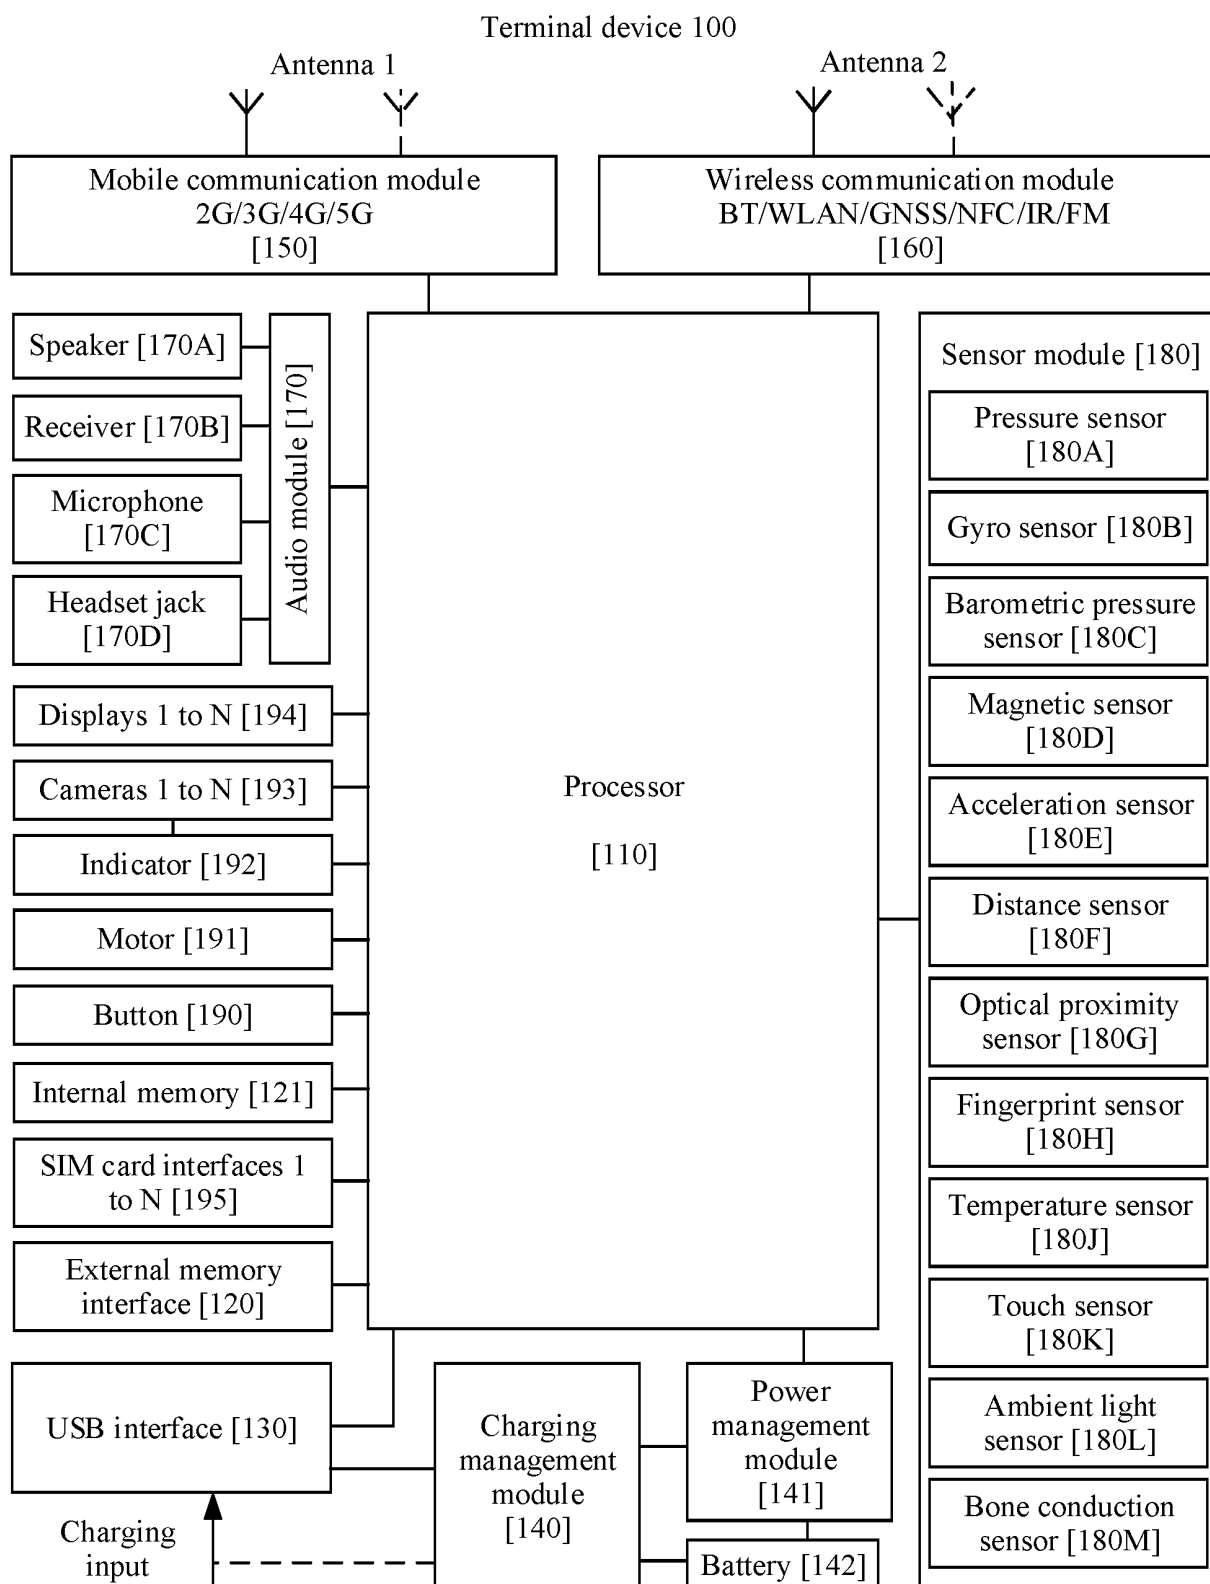 Terminal device 100
Antenna 1
Antenna 2
Mobile communication module
2G/3G/4G/5G
[150]
Wireless communication module
BT/WLAN/GNSS/NFC/IR/FM
[160]
Speaker [170A]
Receiver [170B]
Microphone
[170C]
Headset jack
[170D]
Audio module [170]
Displays 1 to N [194]
Cameras 1 to N [193]
Indicator [192]
Motor [191]
Button [190]
Internal memory [121]
SIM card interfaces 1
to N [195]
External memory
interface [120]
Processor
[110]
Sensor module [180]
Pressure sensor
[180A]
Gyro sensor [180B]
Barometric pressure
sensor [180C]
Magnetic sensor
[180D]
Acceleration sensor
[180E]
Distance sensor
[180F]
Optical proximity
sensor [180G]
Fingerprint sensor
[180H]
Temperature sensor
[180J]
Touch sensor
[180K]
Ambient light
sensor [180L]
Bone conduction
sensor [180M]
USB interface [130]
Charging
management
module
[140]
Power
management
module
[141]
Battery [142]
Charging
input